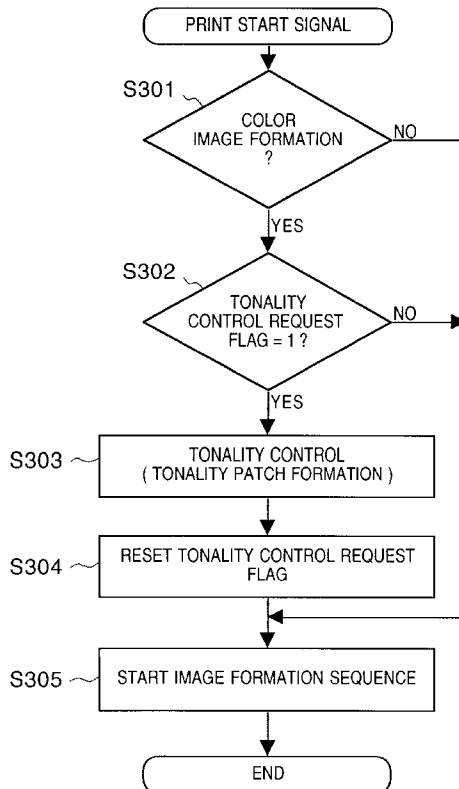 PRINT START SIGNAL
S301
COLOR
IMAGE FORMATION
?
NO
YES
S302
TONALITY
CONTROL REQUEST
FLAG = 1 ?
NO
YES
S303
TONALITY CONTROL
( TONALITY PATCH FORMATION )
S304
RESET TONALITY CONTROL REQUEST
FLAG
S305
START IMAGE FORMATION SEQUENCE
END